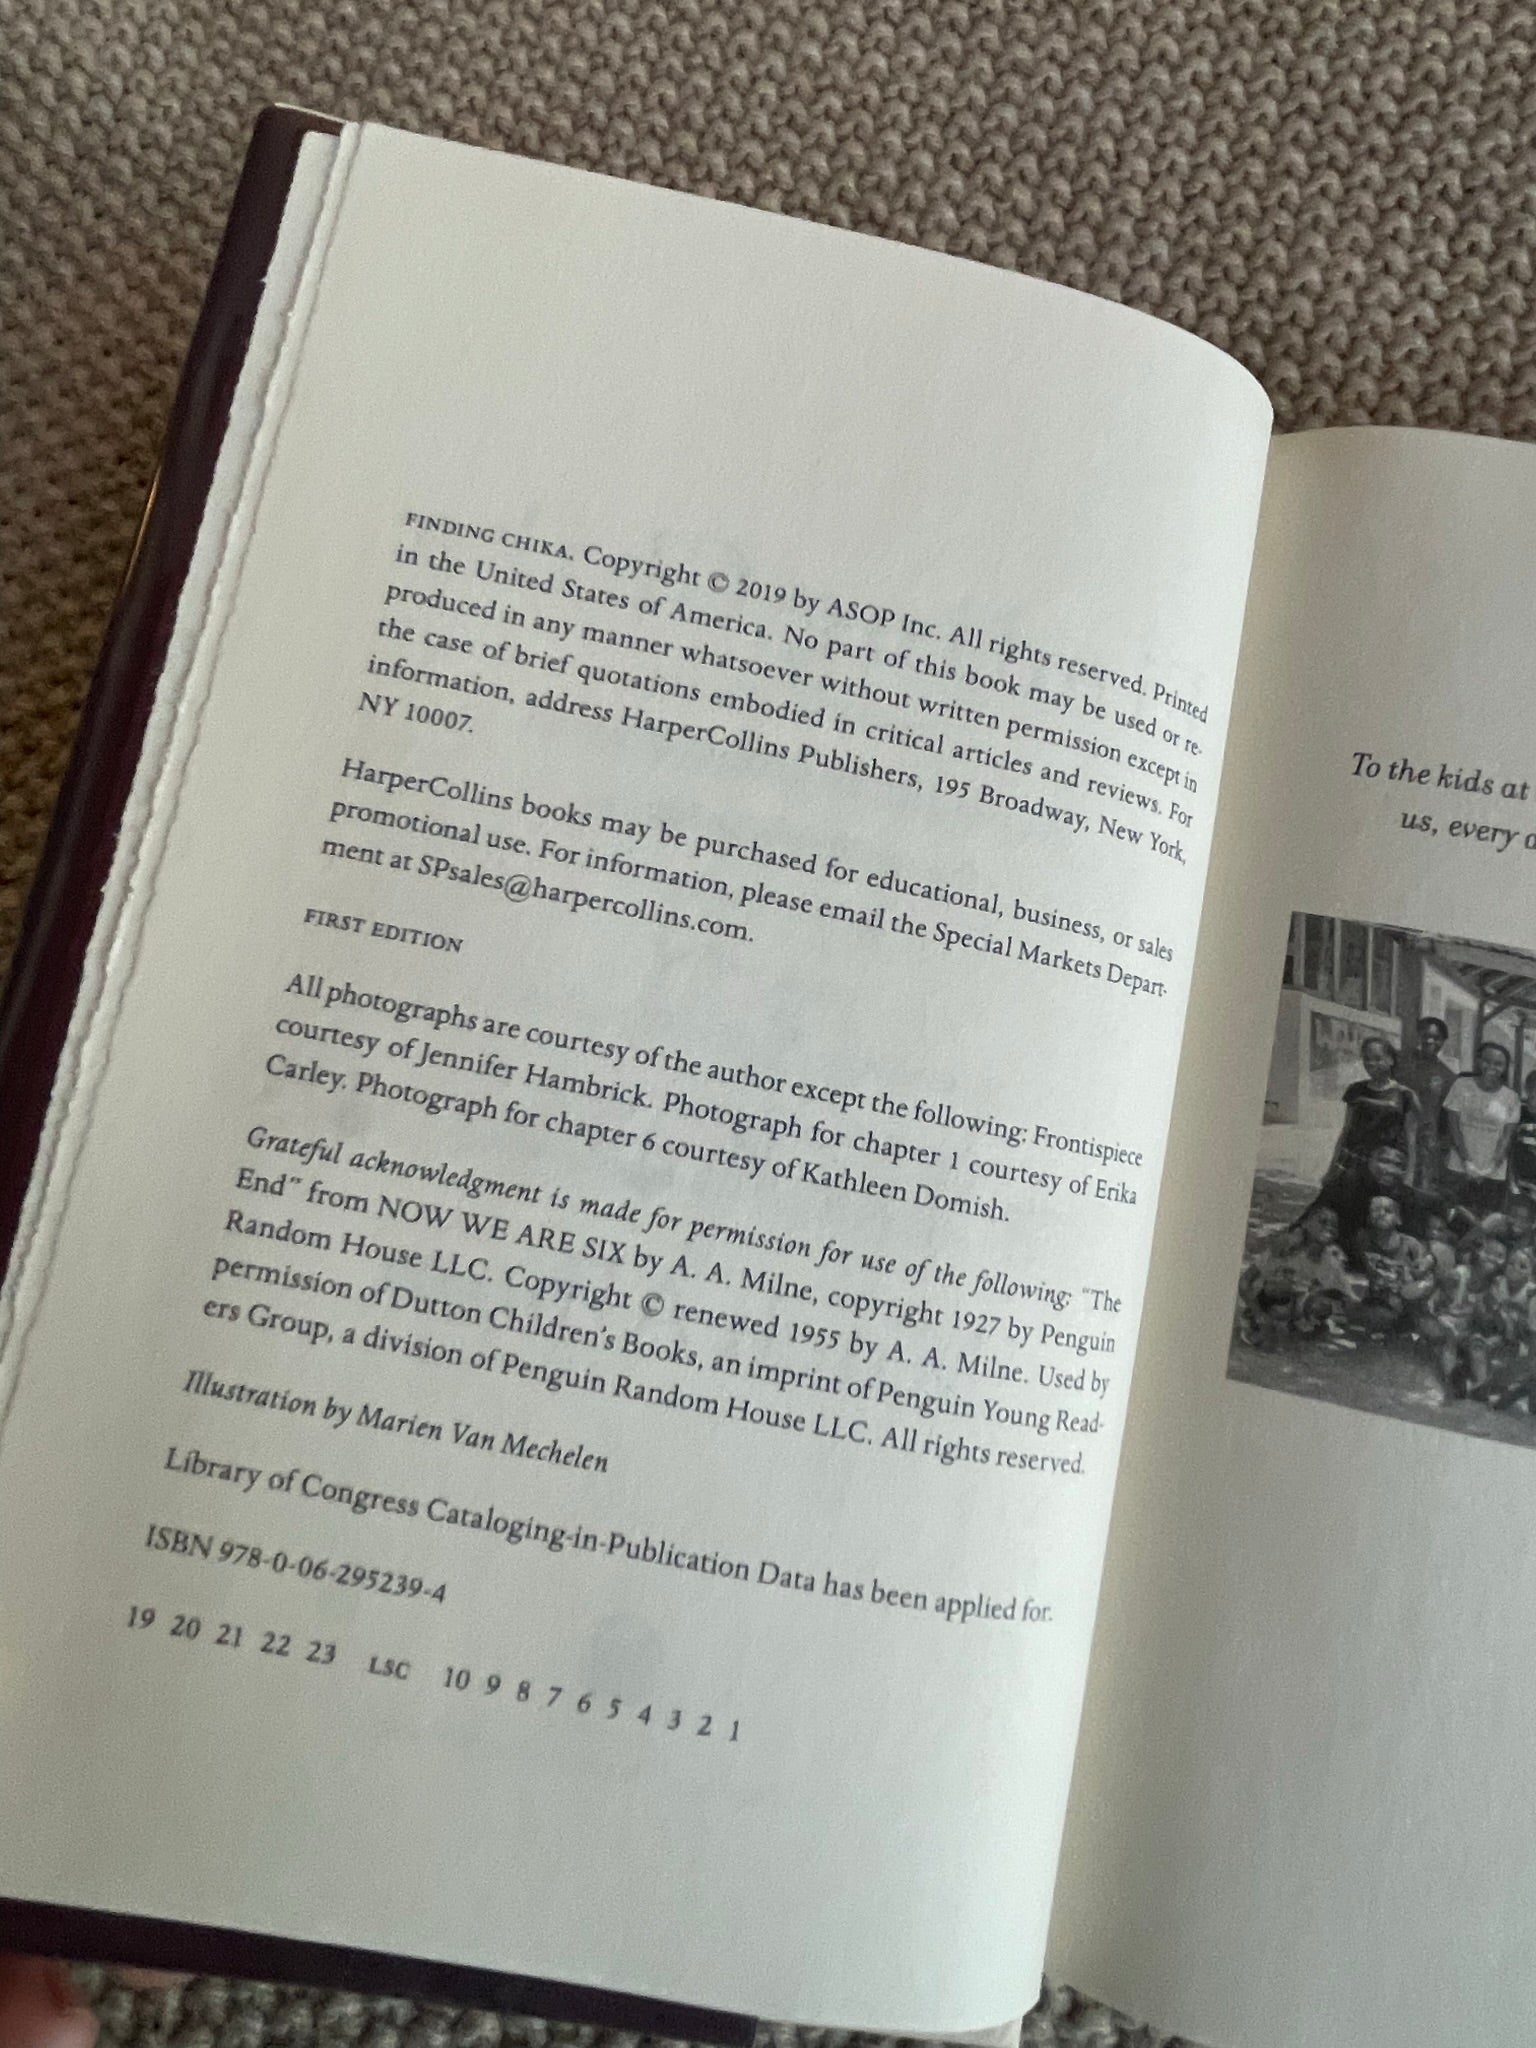 FINDING CHIKA. Copyright © 2019 by ASOP Inc. All rights reserved. Printed
in the United States of America. No part of this book may be used or re-
produced in any manner whatsoever without written permission except in
the case of brief quotations embodied in critical articles and reviews. For
information, address HarperCollins Publishers, 195 Broadway, New York,
NY 10007.
HarperCollins books may be purchased for educational, business, or sales
promotional use. For information, please email the Special Markets Depart-
ment at SPsales@harpercollins.com.
FIRST EDITION
All photographs are courtesy of the author except the following: Frontispiece
courtesy of Jennifer Hambrick. Photograph for chapter 1 courtesy of Erika
Carley. Photograph for chapter 6 courtesy of Kathleen Domish.
Grateful acknowledgment is made for permission for use of the following: “The
End” from NOW WE ARE SIX by A. A. Milne, copyright 1927 by Penguin
Random House LLC. Copyright © renewed 1955 by A. A. Milne. Used by
permission of Dutton Children’s Books, an imprint of Penguin Young Read-
ers Group, a division of Penguin Random House LLC. All rights reserved.
Illustration by Marien Van Mechelen
Library of Congress Cataloging-in-Publication Data has been applied for.
ISBN 978-0-06-295239-4
19 20 21 22 23 LSC 10 9 8 7 6 5 4 3 2 1
To the kids at
us, every